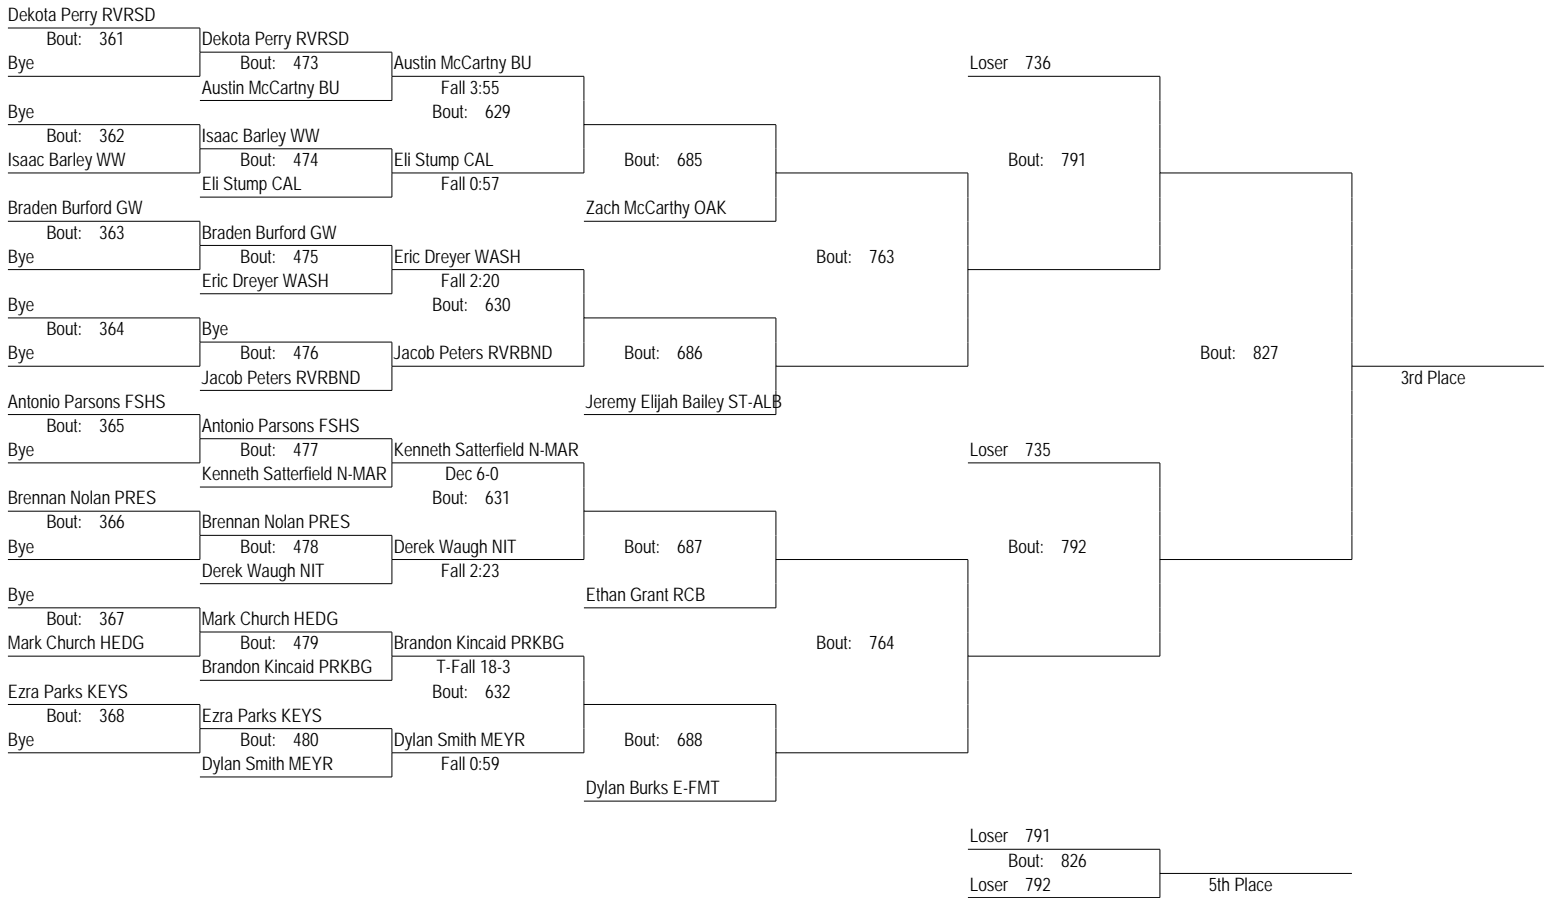 Dekota Perry RVRSD
Bout: 361
Bye
Bye
Bout: 362
Isaac Barley WW
Braden Burford GW
Bout: 363
Bye
Bye
Bout: 364
Bye
Antonio Parsons FSHS
Bout: 365
Bye
Brennan Nolan PRES
Bout: 366
Bye
Bye
Bout: 367
Mark Church HEDG
Ezra Parks KEYS
Bout: 368
Bye
Dekota Perry RVRSD
Bout: 473
Austin McCartny BU
Isaac Barley WW
Bout: 474
Eli Stump CAL
Braden Burford GW
Bout: 475
Eric Dreyer WASH
Bye
Bout: 476
Jacob Peters RVRBND
Antonio Parsons FSHS
Bout: 477
Kenneth Satterfield N-MAR
Brennan Nolan PRES
Bout: 478
Derek Waugh NIT
Mark Church HEDG
Bout: 479
Brandon Kincaid PRKBG
Ezra Parks KEYS
Bout: 480
Dylan Smith MEYR
Austin McCartny BU
Fall 3:55
Bout: 629
Eli Stump CAL
Fall 0:57
Eric Dreyer WASH
Fall 2:20
Bout: 630
Jacob Peters RVRBND
Kenneth Satterfield N-MAR
Dec 6-0
Bout: 631
Derek Waugh NIT
Fall 2:23
Brandon Kincaid PRKBG
T-Fall 18-3
Bout: 632
Dylan Smith MEYR
Fall 0:59
Bout: 685
Zach McCarthy OAK
Bout: 686
Jeremy Elijah Bailey ST-ALB
Bout: 687
Ethan Grant RCB
Bout: 688
Dylan Burks E-FMT
Bout: 763
Bout: 764
Loser 736
Bout: 791
Loser 735
Bout: 792
Bout: 827
3rd Place
Loser 791
Bout: 826
Loser 792
5th Place